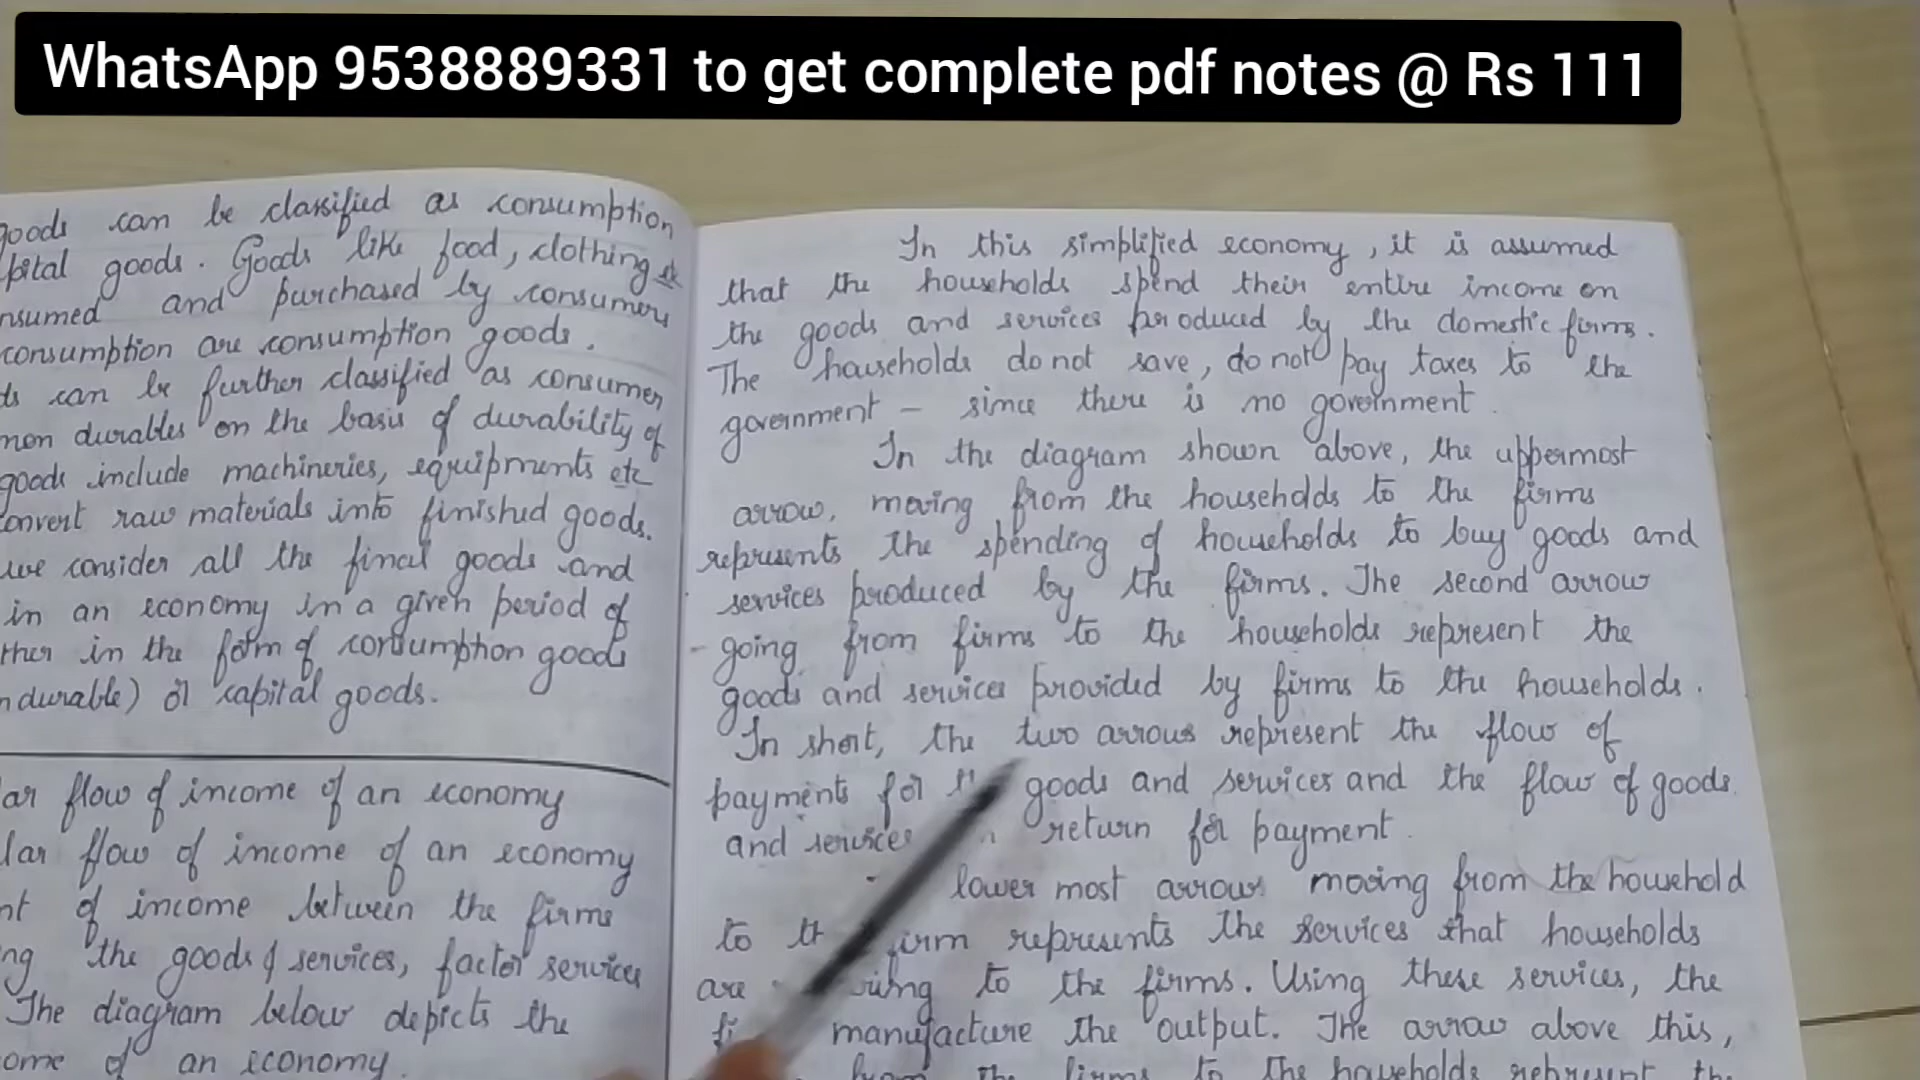 WhatsApp 9538889331 to get complete pdf notes @ Rs 111
goods can be classified as consumption
goods. Goods like food, clothing etc
and purchased by consumers
consumption are consumption goods.
can be further classified as consumer
non durables on the basis of durability of
goods include machineries, equipments etc
convert raw materials into finished goods.
we consider all the final goods and
in an economy in a given period of
in the form of consumption goods
durable) or capital goods.
flow of income of an economy
flow of income of an economy
of income between the firms
the goods & services, factor services
The diagram below depicts the
of an economy.
In this simplified economy, it is assumed
that the households spend their entire income on
the goods and services produced by the domestic firms.
The households do not save, do not pay taxes to the
government - since there is no government.
In the diagram shown above, the uppermost
arrow, moving from the households to the firms
represents the spending of households to buy goods and
services produced by the firms. The second arrow
going from firms to the households represent the
goods and services provided by firms to the households.
In short, the two arrows represent the flow of
payments for goods and services and the flow of goods
and services return for payment.
lower most arrows moving from the household
to firm represents the services that households
are to the firms. Using these services, the
manufacture the output. The arrow above this,
from the firms to the households represent the